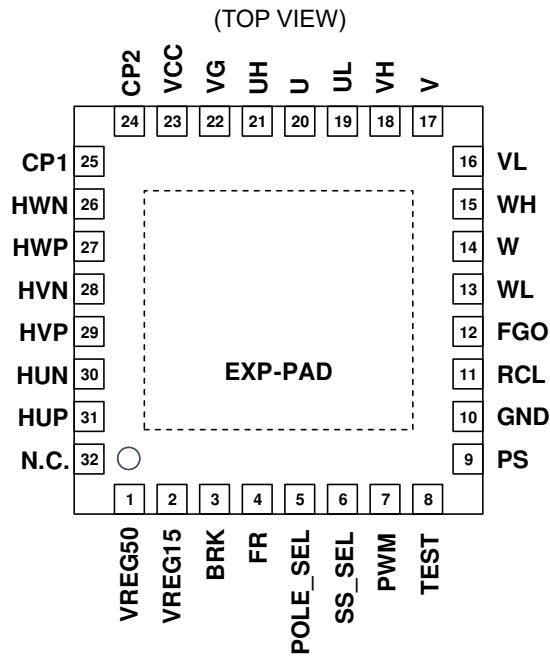 (TOP VIEW)
CP2 VCC VG UH U UL VH V
24 23 22 21 20 19 18 17
CP1 25 16 VL
HWN 26 15 WH
HWP 27 14 W
HVN 28 13 WL
HVP 29 12 FGO
HUN 30 EXP-PAD 11 RCL
HUP 31 10 GND
N.C. 32 9 PS
1 2 3 4 5 6 7 8
VREG50 VREG15 BRK FR POLE_SEL SS_SEL PWM TEST